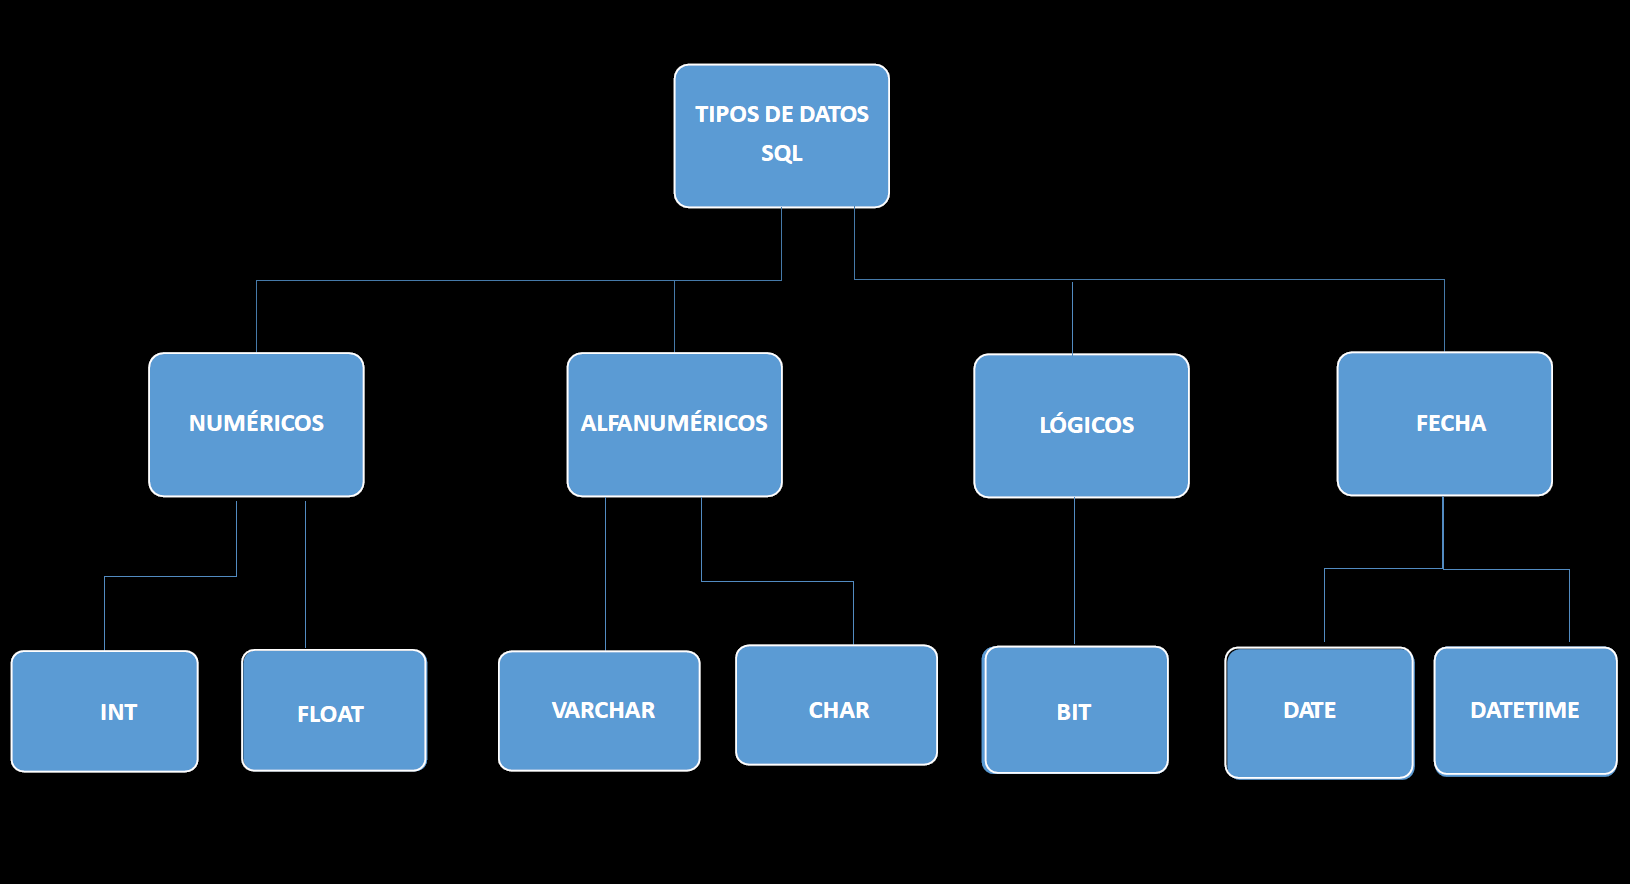 TIPOS DE DATOS
SQL
NUMÉRICOS
ALFANUMÉRICOS
LÓGICOS
FECHA
INT
FLOAT
VARCHAR
CHAR
BIT
DATE
DATETIME